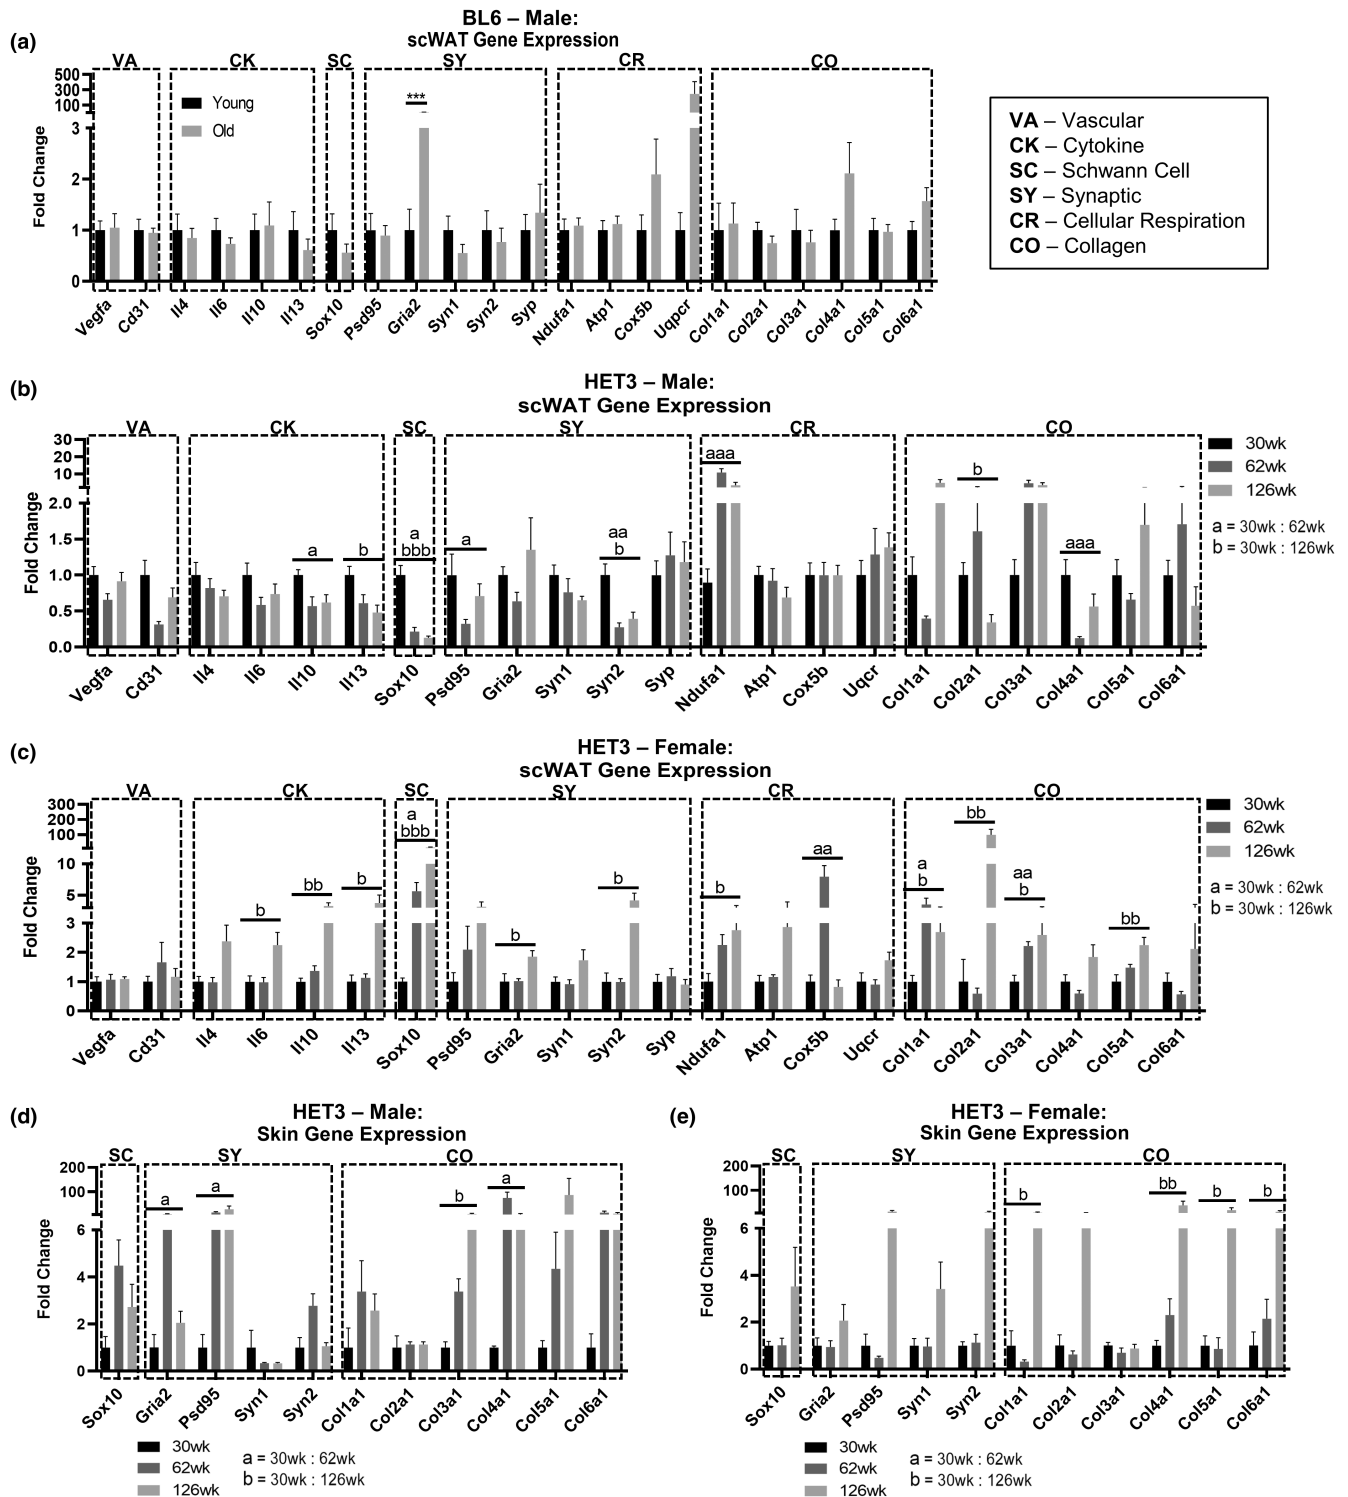 (a)
BL6 – Male:
scWAT Gene Expression
VA CK SC SY CR CO
Fold Change
500
300
100
3
2
1
0
Young
Old
***
Vegfa Cd31 Il4 Il6 Il10 Il13 Sox10 Psd95 Gria2 Syn1 Syn2 Syp Ndufa1 Atp1 Cox5b Uqpcr Col1a1 Col2a1 Col3a1 Col4a1 Col5a1 Col6a1
VA – Vascular
CK – Cytokine
SC – Schwann Cell
SY – Synaptic
CR – Cellular Respiration
CO – Collagen
(b)
HET3 – Male:
scWAT Gene Expression
VA CK SC SY CR CO
Fold Change
30
20
10
2.0
1.5
1.0
0.5
0.0
a b a bbb a aa b aaa b aaa
Vegfa Cd31 Il4 Il6 Il10 Il13 Sox10 Psd95 Gria2 Syn1 Syn2 Syp Ndufa1 Atp1 Cox5b Uqcr Col1a1 Col2a1 Col3a1 Col4a1 Col5a1 Col6a1
30wk
62wk
126wk
a = 30wk : 62wk
b = 30wk : 126wk
(c)
HET3 – Female:
scWAT Gene Expression
VA CK SC SY CR CO
Fold Change
300
200
100
10
5
3
2
1
0
b bb b a bbb b b b aa a b bb aa b bb
Vegfa Cd31 Il4 Il6 Il10 Il13 Sox10 Psd95 Gria2 Syn1 Syn2 Syp Ndufa1 Atp1 Cox5b Uqcr Col1a1 Col2a1 Col3a1 Col4a1 Col5a1 Col6a1
30wk
62wk
126wk
a = 30wk : 62wk
b = 30wk : 126wk
(d)
HET3 – Male:
Skin Gene Expression
SC SY CO
Fold Change
200
100
6
4
2
0
a a b a
Sox10 Gria2 Psd95 Syn1 Syn2 Col1a1 Col2a1 Col3a1 Col4a1 Col5a1 Col6a1
30wk
62wk
126wk
a = 30wk : 62wk
b = 30wk : 126wk
(e)
HET3 – Female:
Skin Gene Expression
SC SY CO
Fold Change
200
100
6
4
2
0
b bb b b
Sox10 Gria2 Psd95 Syn1 Syn2 Col1a1 Col2a1 Col3a1 Col4a1 Col5a1 Col6a1
30wk
62wk
126wk
a = 30wk : 62wk
b = 30wk : 126wk